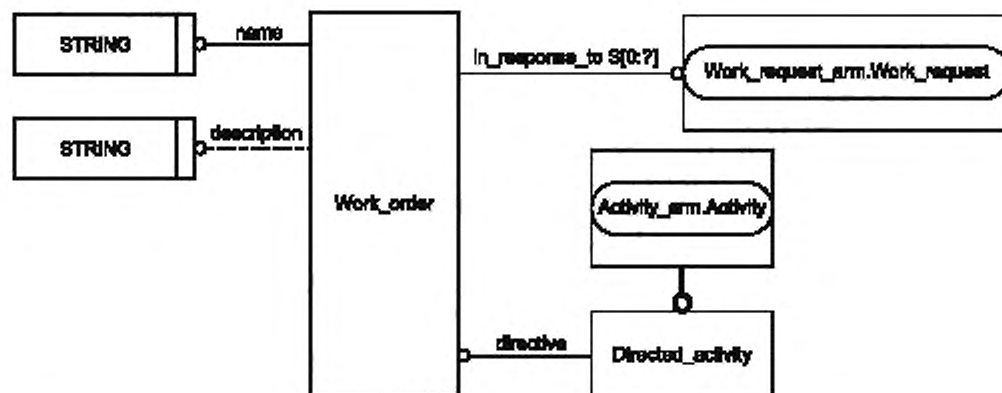 STRING
name
in_response_to S[0:?]
Work_request_arm.Work_request
STRING
description
Work_order
Activity_arm.Activity
directive
Directed_activity